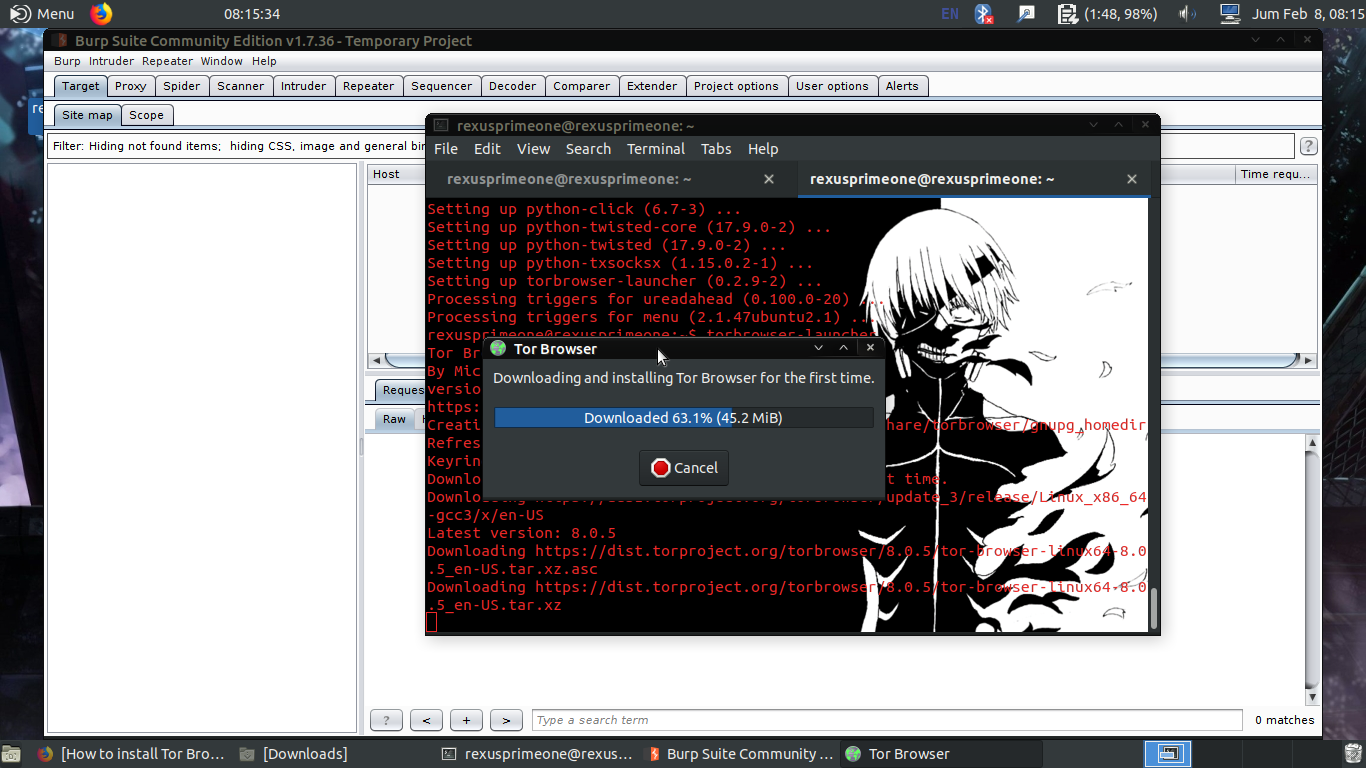 Menu
08:15:34
EN
(1:48, 98%)
Jum Feb 8, 08:15
Burp Suite Community Edition v1.7.36 - Temporary Project
Burp Intruder Repeater Window Help
Target Proxy Spider Scanner Intruder Repeater Sequencer Decoder Comparer Extender Project options User options Alerts
Site map Scope
Filter: Hiding not found items; hiding CSS, image and general bin
?
Host
Time requ...
Reques
Raw
rexusprimeone@rexusprimeone: ~
File Edit View Search Terminal Tabs Help
rexusprimeone@rexusprimeone: ~
rexusprimeone@rexusprimeone: ~
Setting up python-click (6.7-3) ...
Setting up python-twisted-core (17.9.0-2) ...
Setting up python-twisted (17.9.0-2) ...
Setting up python-txsocksx (1.15.0.2-1) ...
Setting up torbrowser-launcher (0.2.9-2) ...
Processing triggers for ureadahead (0.100.0-20) ...
Processing triggers for menu (2.1.47ubuntu2.1) ...
rexusprimeone@rexusprimeone:~$ torbrowser-launcher
Tor Br
By Mic
versio
https:
Creati hare/torbrowser/gnupg_homedir
Refres
Keyrin
Downlo t time.
Downloading https://dist.torproject.org/torbrowser/update_3/release/Linux_x86_64
-gcc3/x/en-US
Latest version: 8.0.5
Downloading https://dist.torproject.org/torbrowser/8.0.5/tor-browser-linux64-8.0
.5_en-US.tar.xz.asc
Downloading https://dist.torproject.org/torbrowser/8.0.5/tor-browser-linux64-8.0
.5_en-US.tar.xz
Tor Browser
Downloading and installing Tor Browser for the first time.
Downloaded 63.1% (45.2 MiB)
Cancel
? < + > Type a search term 0 matches
[How to install Tor Bro... [Downloads] rexusprimeone@rexus... Burp Suite Community ... Tor Browser